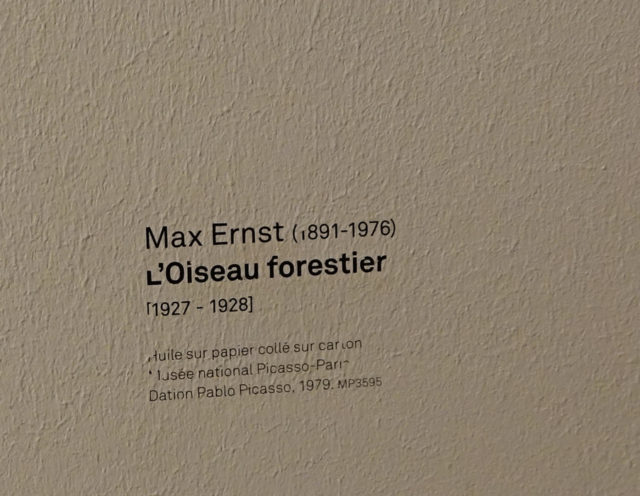 Max Ernst (1891-1976)
L'Oiseau forestier
[1927 - 1928]
Huile sur papier collé sur carton
Musée national Picasso-Paris
Dation Pablo Picasso, 1979. MP3595